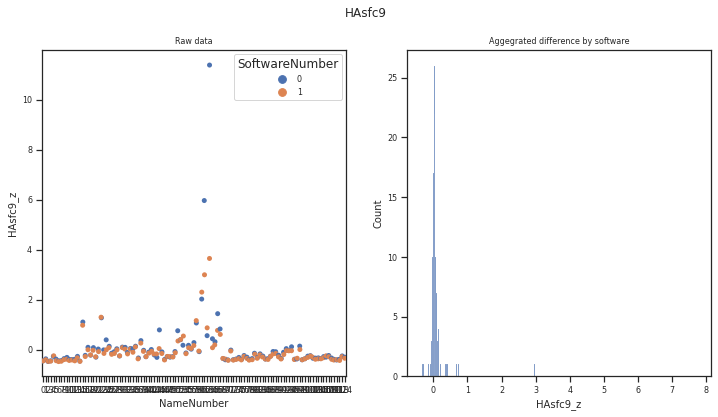 HAsfc9
Raw data
Aggegrated difference by software
SoftwareNumber
0
1
HAsfc9_z
10
8
6
4
2
0
NameNumber
Count
25
20
15
10
5
0
0 1 2 3 4 5 6 7 8
HAsfc9_z